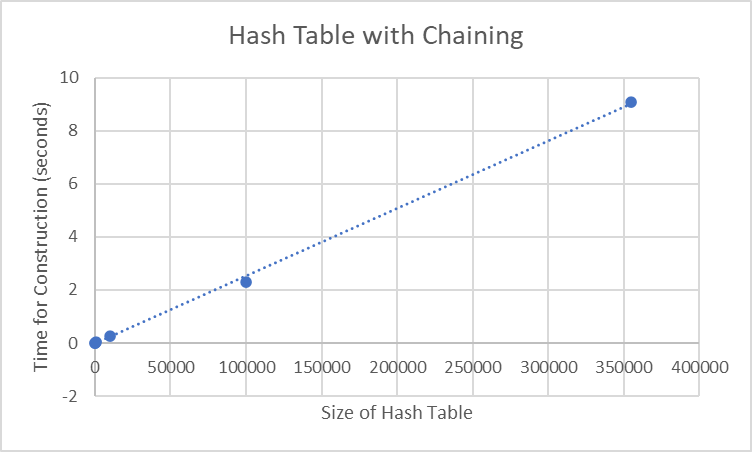 Hash Table with Chaining
Time for Construction (seconds)
10
8
6
4
2
0
-2
0 50000 100000 150000 200000 250000 300000 350000 400000
Size of Hash Table